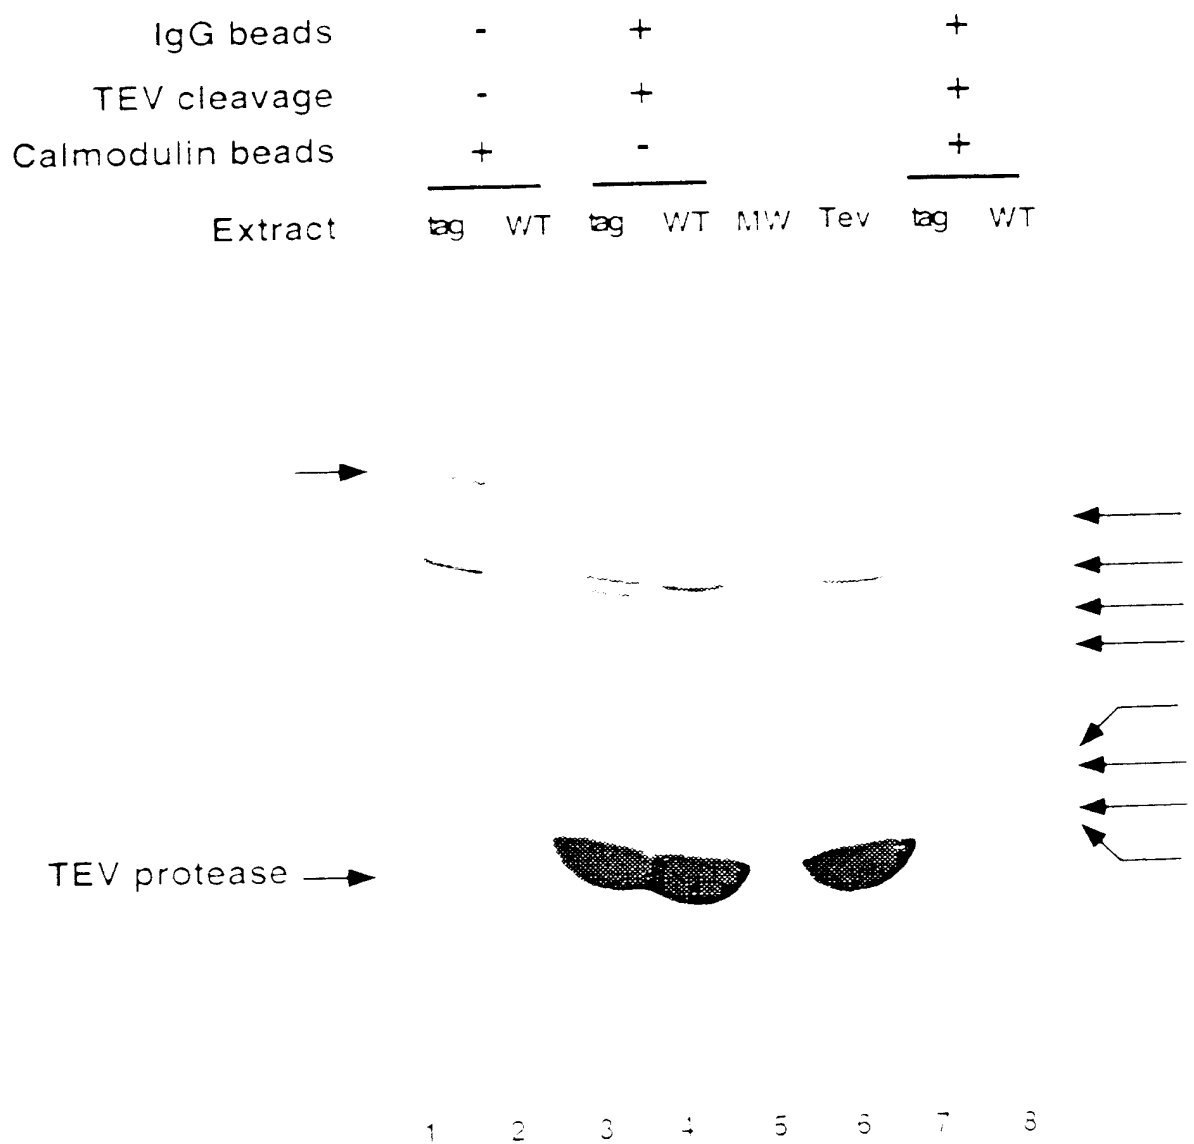 IgG beads - + +
TEV cleavage - + +
Calmodulin beads + - +
Extract tag WT tag WT MW Tev tag WT
TEV protease
1 2 3 4 5 6 7 8